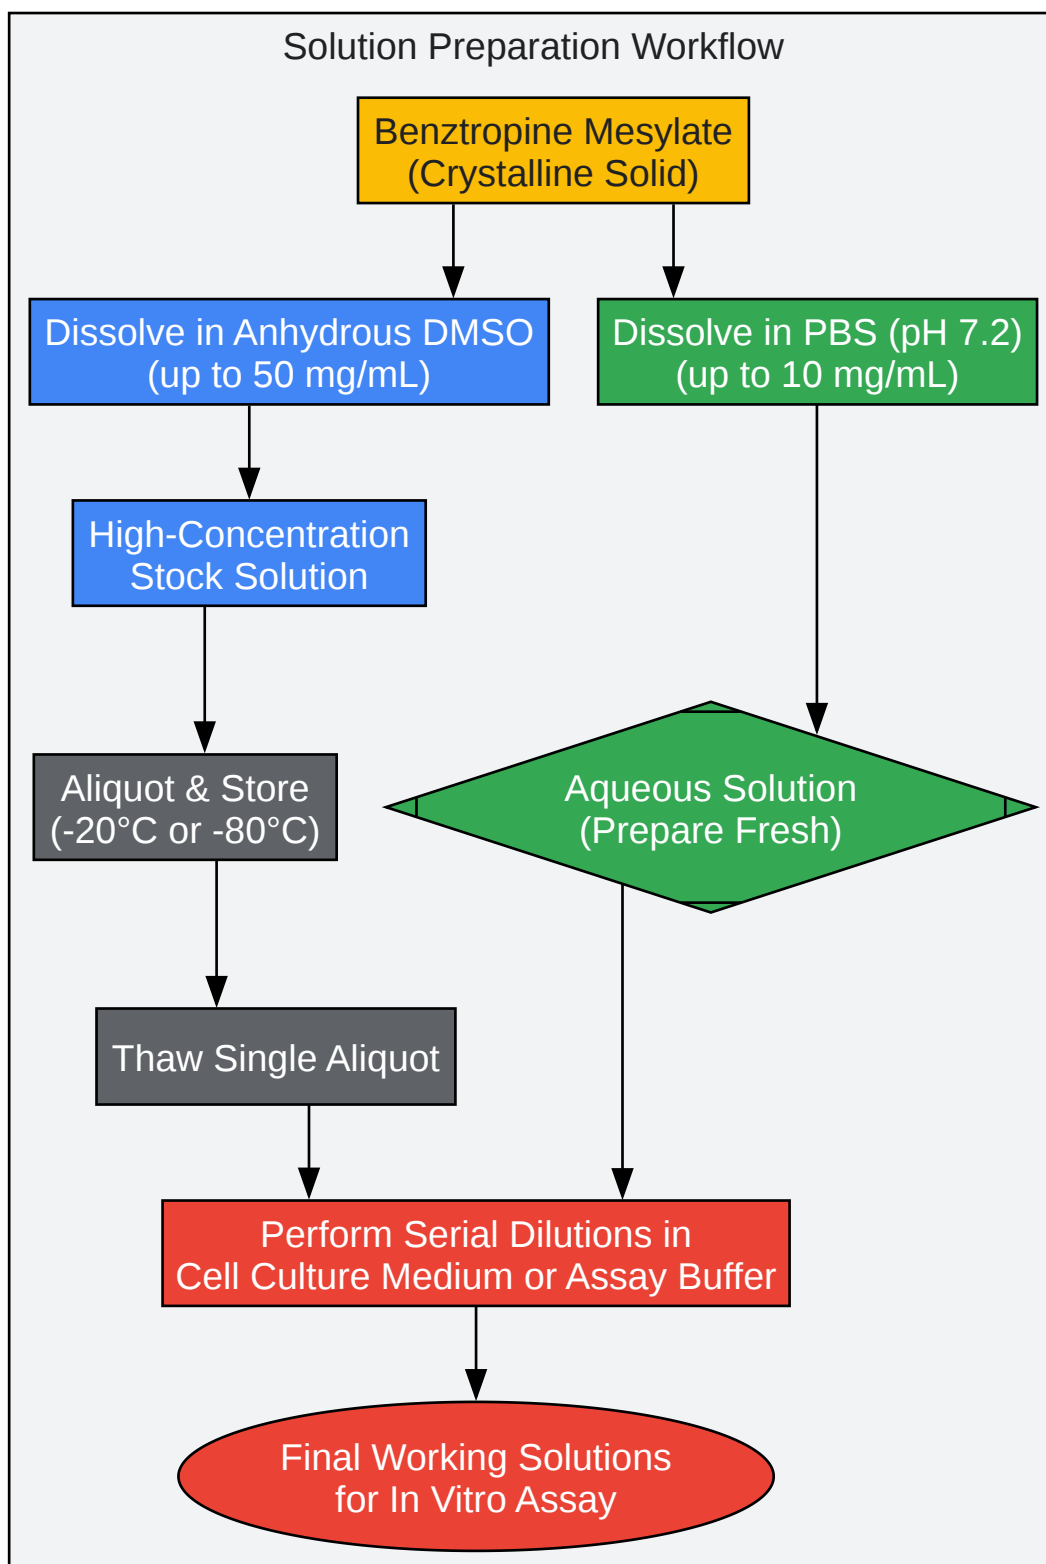 Solution Preparation Workflow
Benztropine Mesylate
(Crystalline Solid)
Dissolve in Anhydrous DMSO
(up to 50 mg/mL)
Dissolve in PBS (pH 7.2)
(up to 10 mg/mL)
High-Concentration
Stock Solution
Aliquot & Store
(-20°C or -80°C)
Aqueous Solution
(Prepare Fresh)
Thaw Single Aliquot
Perform Serial Dilutions in
Cell Culture Medium or Assay Buffer
Final Working Solutions
for In Vitro Assay